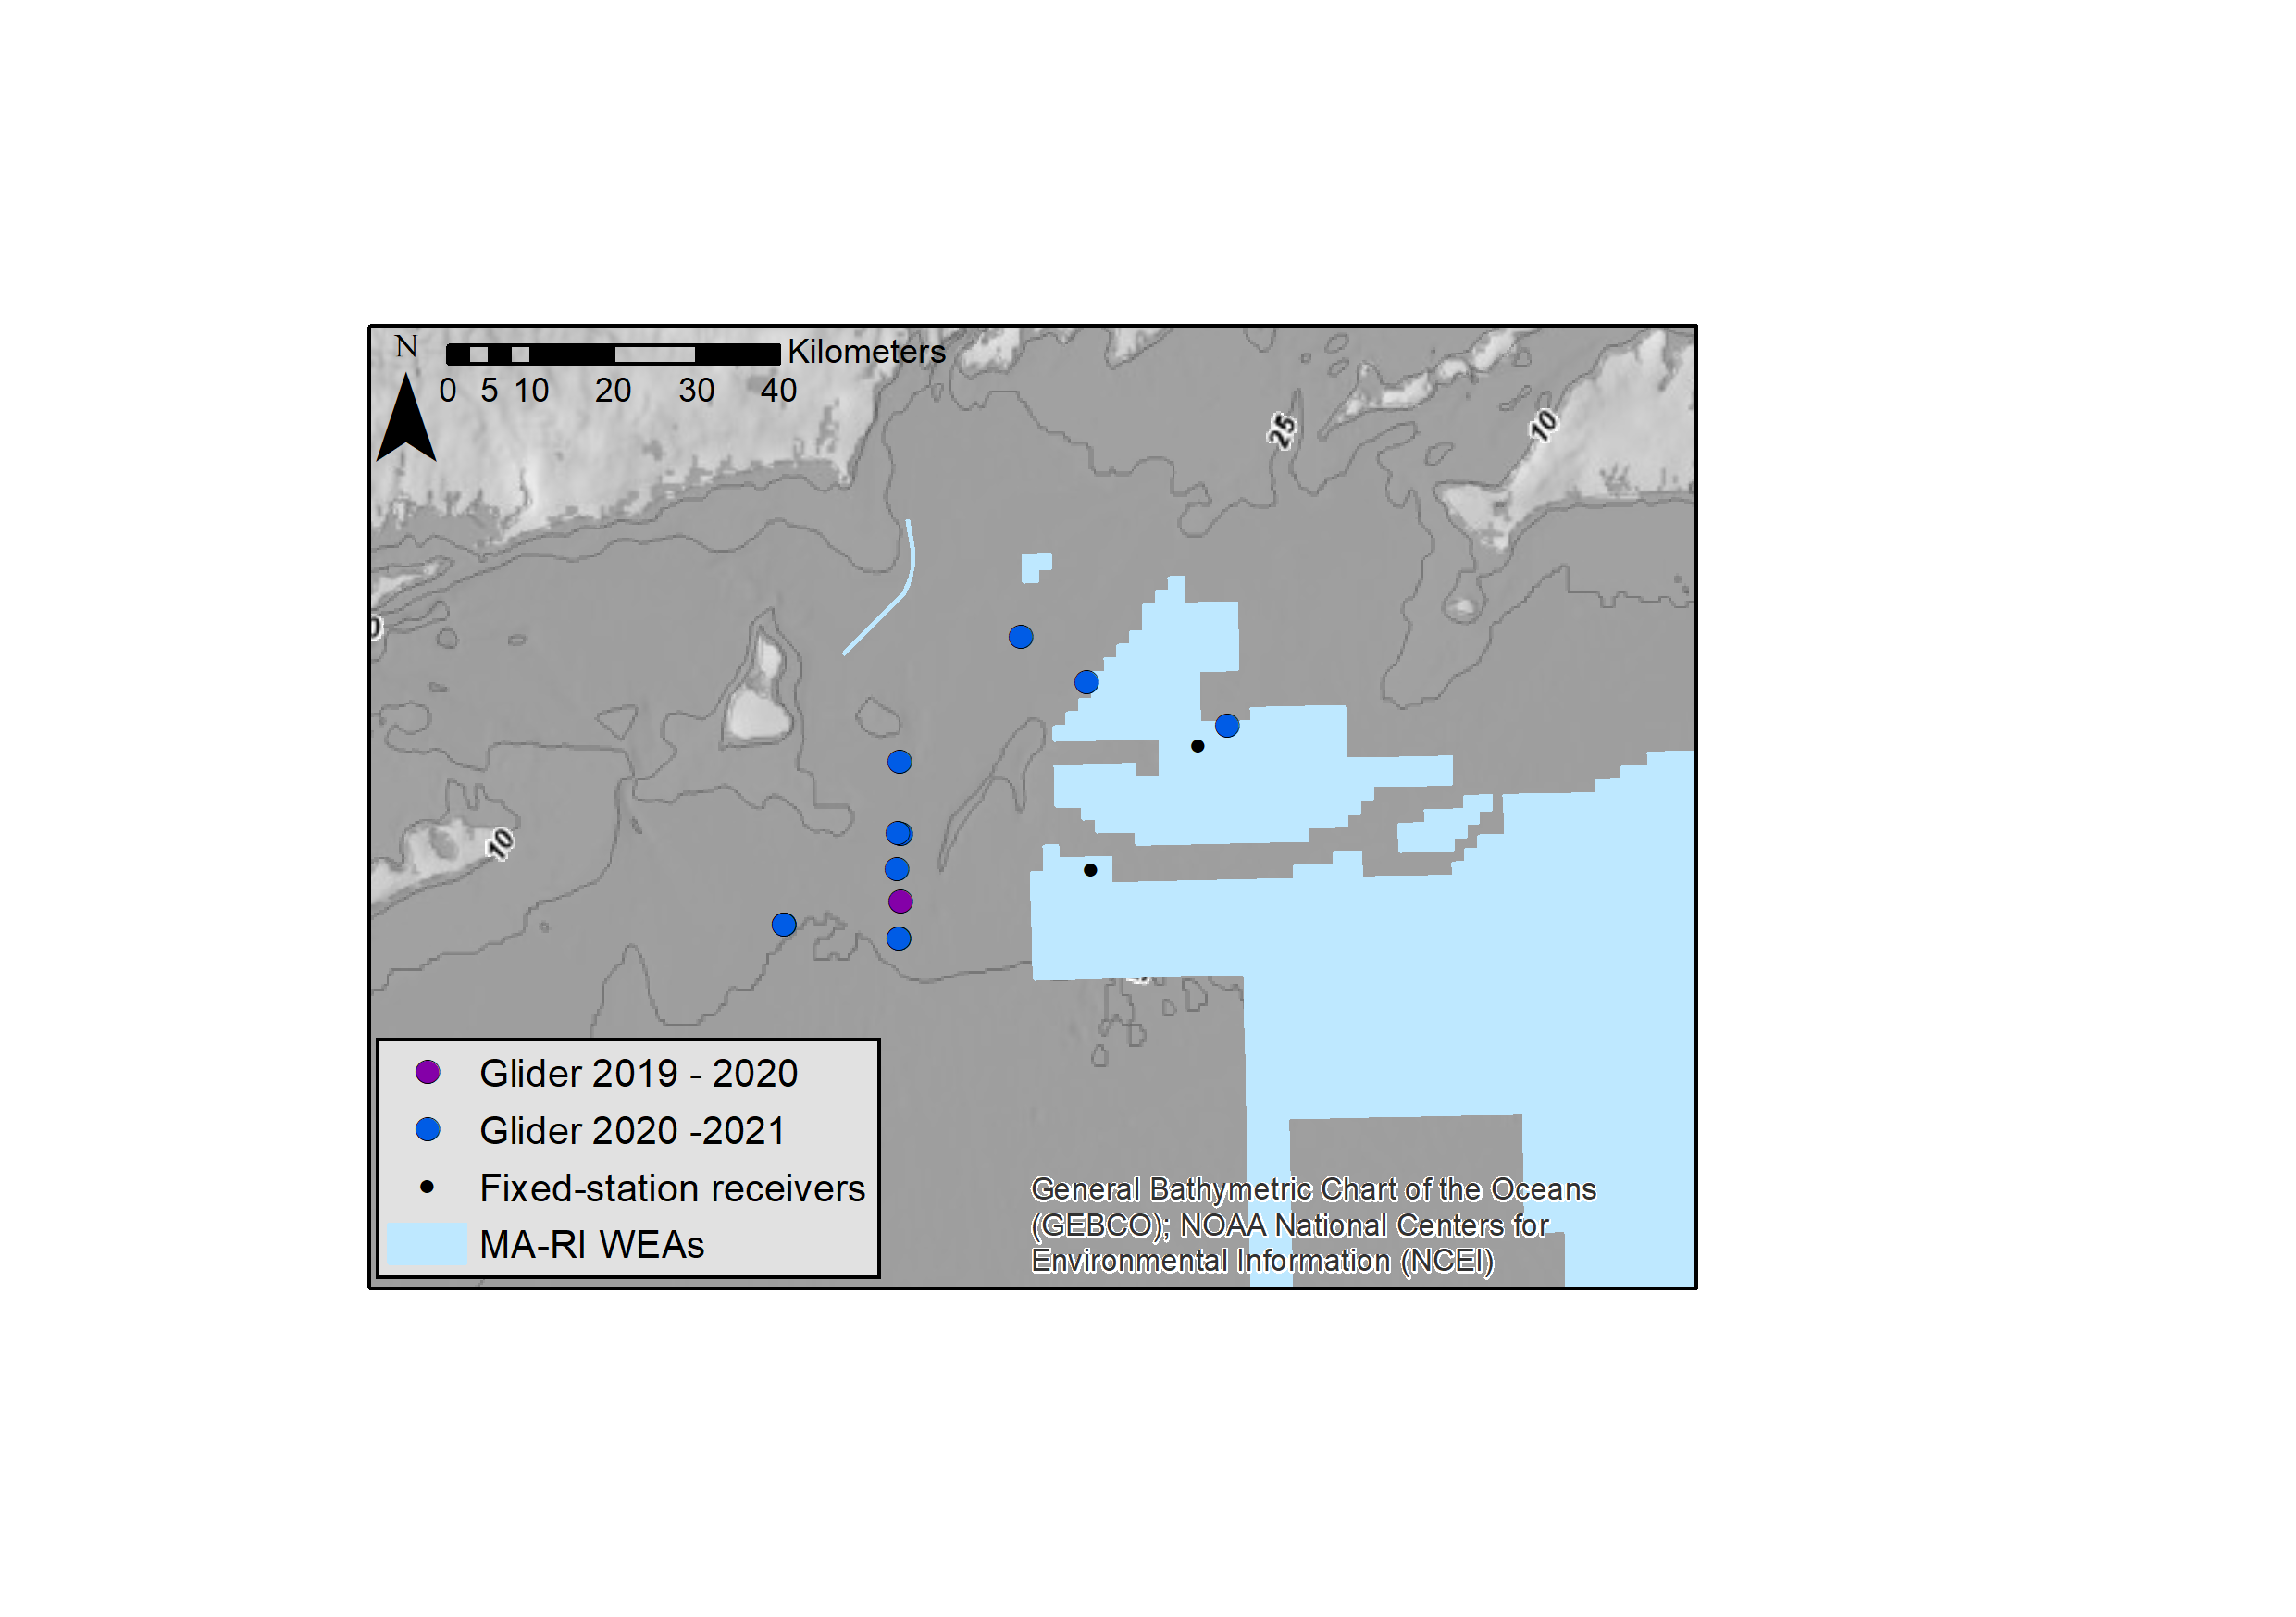 N
Kilometers
0 5 10 20 30 40
25
10
0
10
Glider 2019 - 2020
Glider 2020 -2021
Fixed-station receivers
MA-RI WEAs
General Bathymetric Chart of the Oceans
(GEBCO); NOAA National Centers for
Environmental Information (NCEI)